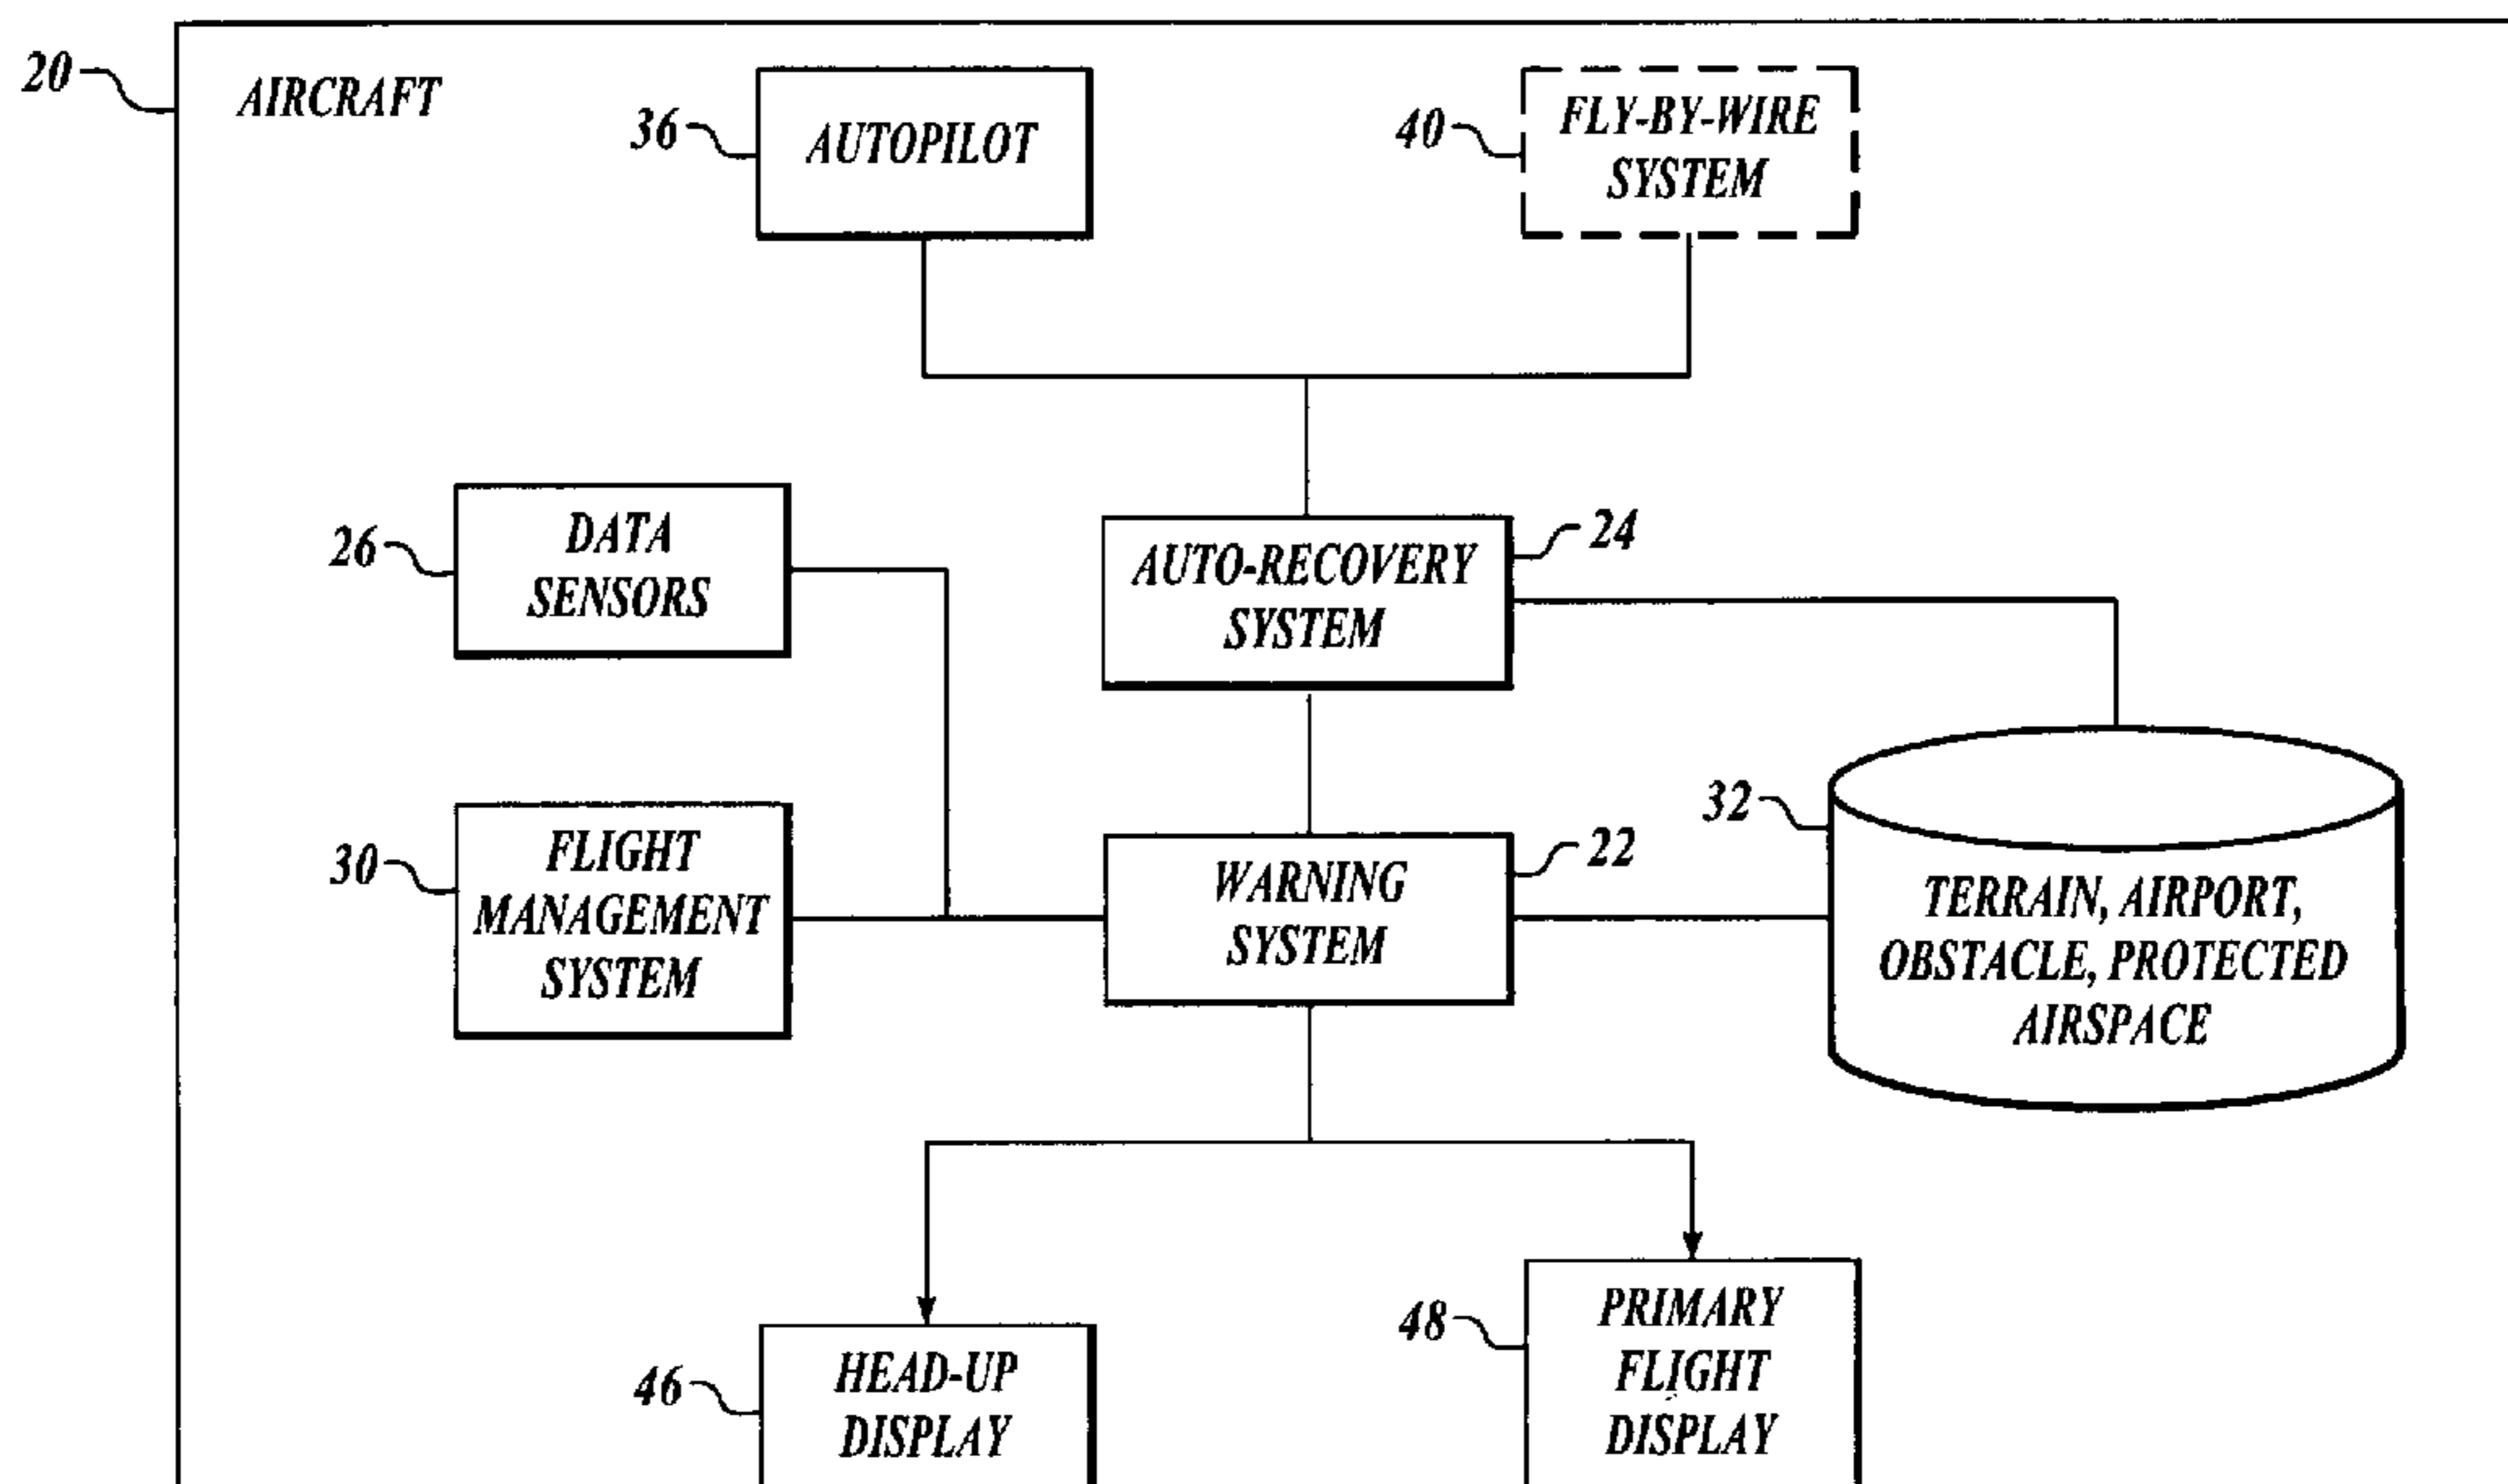 20
AIRCRAFT
36
AUTOPILOT
40
FLY-BY-WIRE
SYSTEM
26
DATA
SENSORS
AUTO-RECOVERY
SYSTEM
24
30
FLIGHT
MANAGEMENT
SYSTEM
WARNING
SYSTEM
22
32
TERRAIN, AIRPORT,
OBSTACLE, PROTECTED
AIRSPACE
46
HEAD-UP
DISPLAY
48
PRIMARY
FLIGHT
DISPLAY